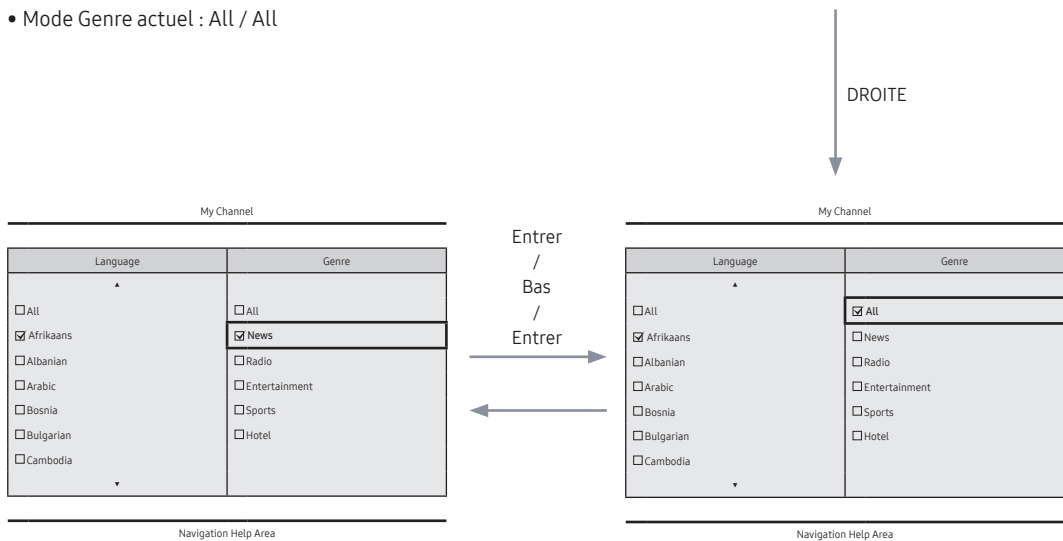 • Mode Genre actuel : All / All
DROITE
My Channel
Language Genre
▲
☐ All ☐ All
☑ Afrikaans ☑ News
☐ Albanian ☐ Radio
☐ Arabic ☐ Entertainment
☐ Bosnia ☐ Sports
☐ Bulgarian ☐ Hotel
☐ Cambodia
▼
Navigation Help Area
Entrer
/
Bas
/
Entrer
My Channel
Language Genre
▲
☐ All ☑ All
☑ Afrikaans ☐ News
☐ Albanian ☐ Radio
☐ Arabic ☐ Entertainment
☐ Bosnia ☐ Sports
☐ Bulgarian ☐ Hotel
☐ Cambodia
▼
Navigation Help Area